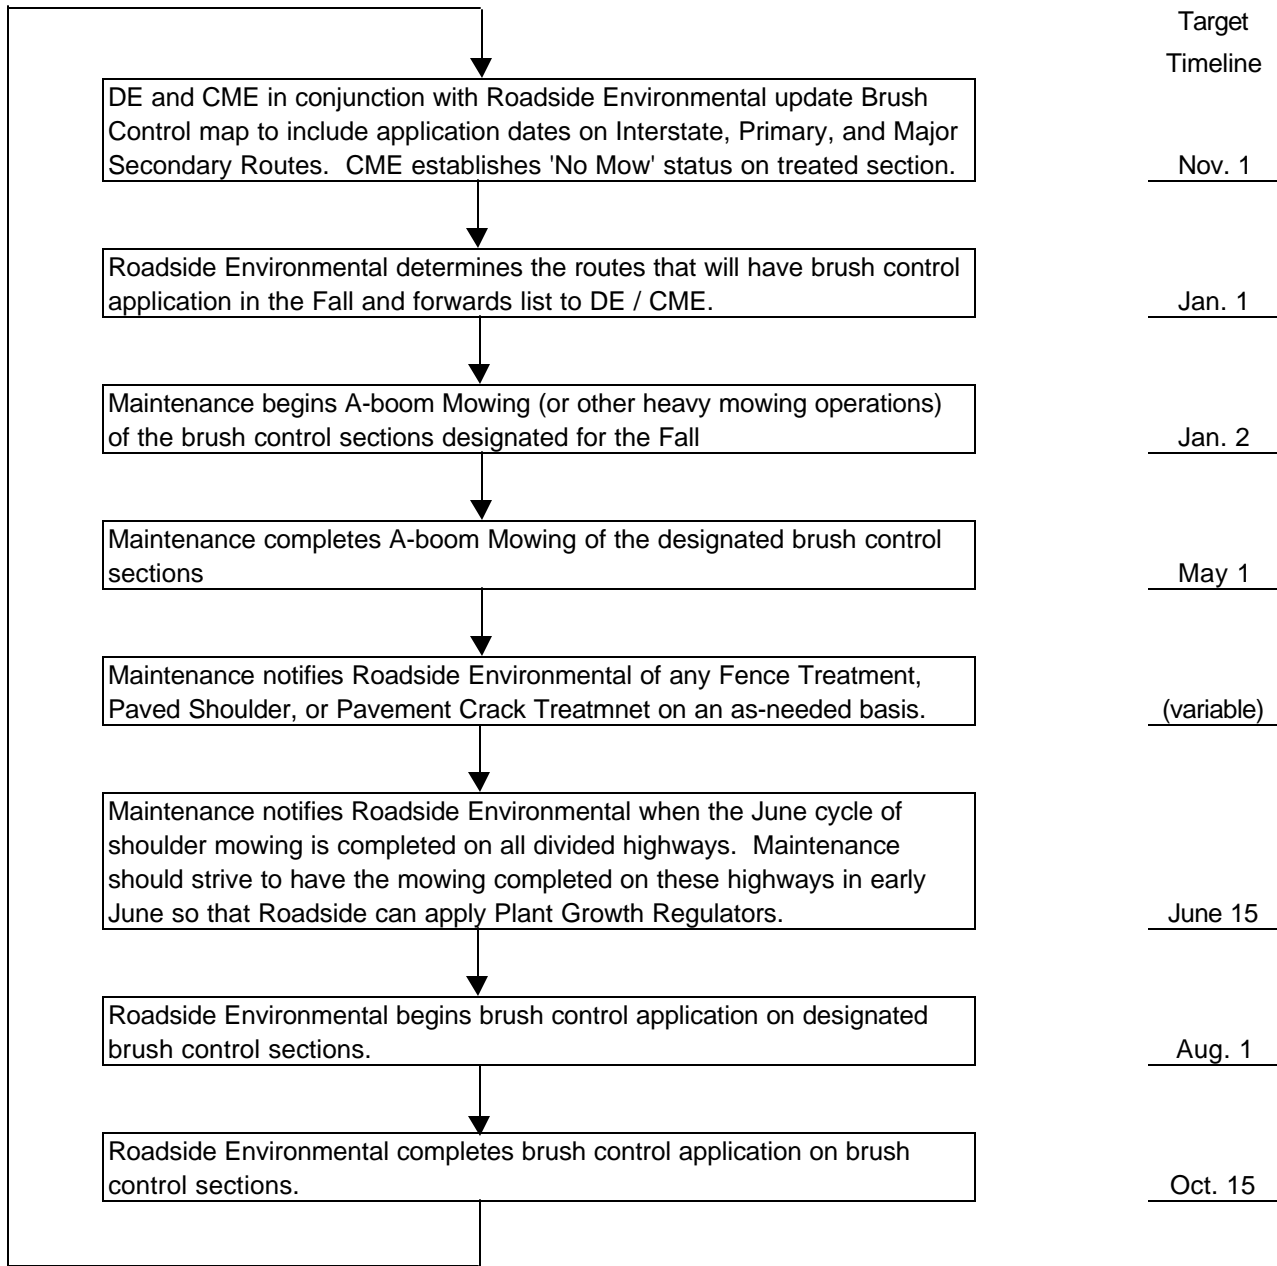 Target
Timeline
DE and CME in conjunction with Roadside Environmental update Brush
Control map to include application dates on Interstate, Primary, and Major
Secondary Routes.  CME establishes 'No Mow' status on treated section.
Nov. 1
Roadside Environmental determines the routes that will have brush control
application in the Fall and forwards list to DE / CME.
Jan. 1
Maintenance begins A-boom Mowing (or other heavy mowing operations)
of the brush control sections designated for the Fall
Jan. 2
Maintenance completes A-boom Mowing of the designated brush control
sections
May 1
Maintenance notifies Roadside Environmental of any Fence Treatment,
Paved Shoulder, or Pavement Crack Treatmnet on an as-needed basis.
(variable)
Maintenance notifies Roadside Environmental when the June cycle of
shoulder mowing is completed on all divided highways.  Maintenance
should strive to have the mowing completed on these highways in early
June so that Roadside can apply Plant Growth Regulators.
June 15
Roadside Environmental begins brush control application on designated
brush control sections.
Aug. 1
Roadside Environmental completes brush control application on brush
control sections.
Oct. 15